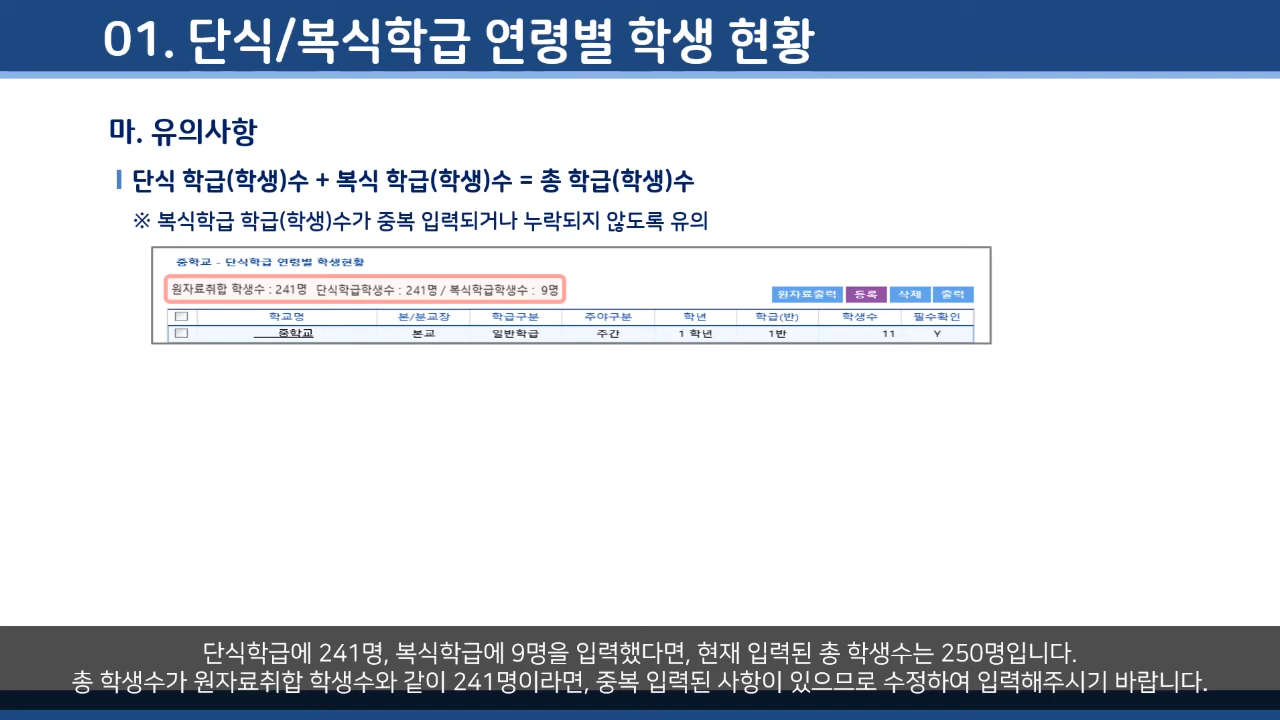 01. 단식/복식학급 연령별 학생 현황
마. 유의사항
단식 학급(학생)수 + 복식 학급(학생)수 = 총 학급(학생)수
※ 복식학급 학급(학생)수가 중복 입력되거나 누락되지 않도록 유의
중학교 - 단식학급 연령별 학생현황
원자료취합 학생수 : 241명 단식학급학생수 : 241명 / 복식학급학생수 : 9명
원자료출력 등록 삭제 출력
학교명 본/분교장 학급구분 주야구분 학년 학급(반) 학생수 필수확인
중학교 본교 일반학급 주간 1 학년 1반 11 Y
단식학급에 241명, 복식학급에 9명을 입력했다면, 현재 입력된 총 학생수는 250명입니다.
총 학생수가 원자료취합 학생수와 같이 241명이라면, 중복 입력된 사항이 있으므로 수정하여 입력해주시기 바랍니다.